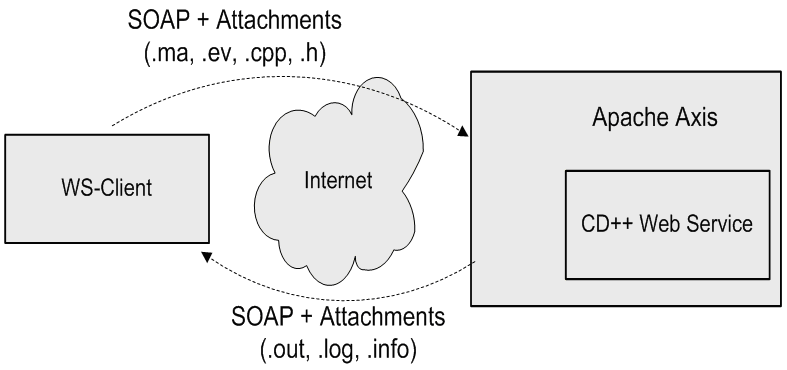 SOAP + Attachments
(.ma, .ev, .cpp, .h)
Apache Axis
WS-Client
Internet
CD++ Web Service
SOAP + Attachments
(.out, .log, .info)